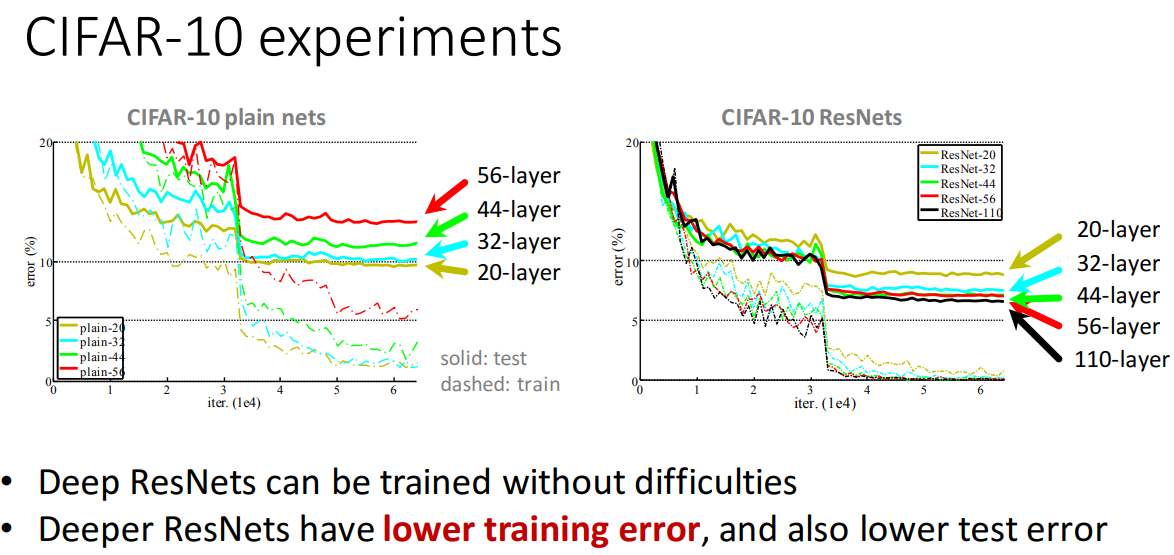 CIFAR-10 experiments
CIFAR-10 plain nets
20
10
5
0
error (%)
0 1 2 3 4 5 6
iter. (1e4)
plain-20
plain-32
plain-44
plain-56
56-layer
44-layer
32-layer
20-layer
solid: test
dashed: train
CIFAR-10 ResNets
20
10
5
0
error (%)
0 1 2 3 4 5 6
iter. (1e4)
ResNet-20
ResNet-32
ResNet-44
ResNet-56
ResNet-110
20-layer
32-layer
44-layer
56-layer
110-layer
• Deep ResNets can be trained without difficulties
• Deeper ResNets have lower training error, and also lower test error